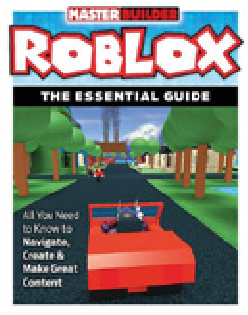 MASTER BUILDER
ROBLOX
THE ESSENTIAL GUIDE
All You Need
to Know to
Navigate,
Create &
Make Great
Content